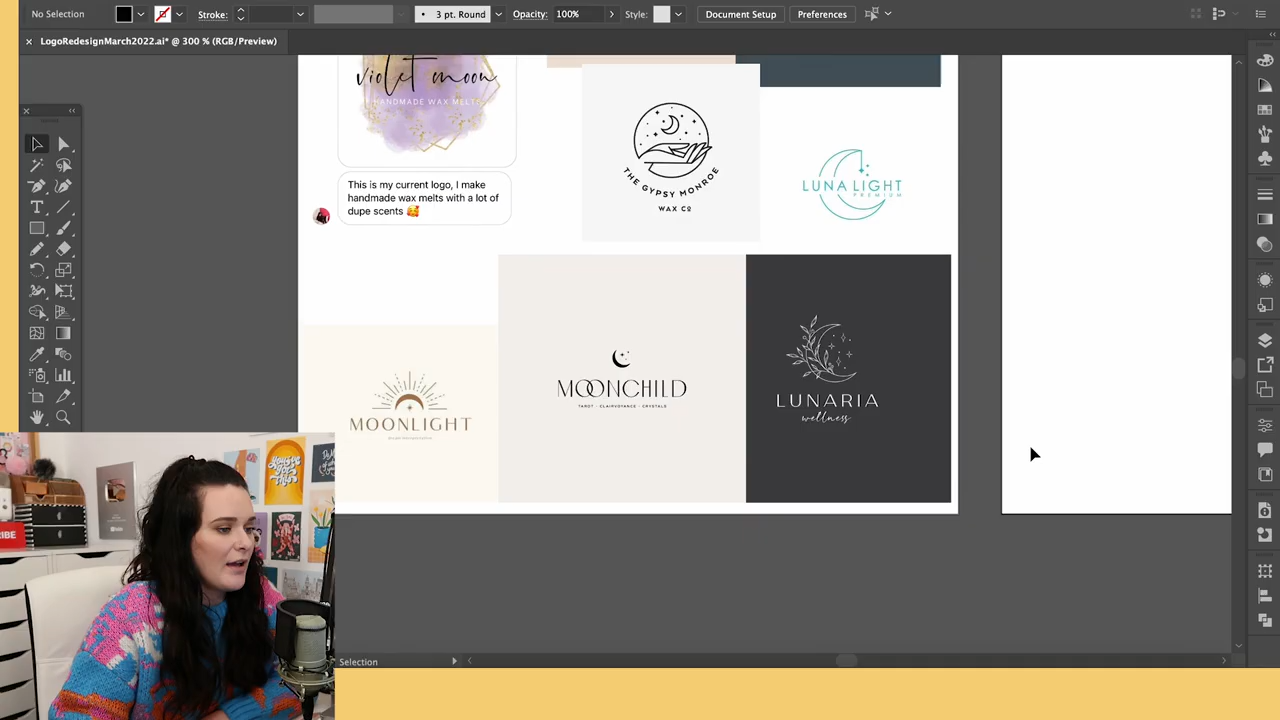 No Selection
Stroke:
3 pt. Round
Opacity:
100%
Style:
Document Setup
Preferences
× LogoRedesignMarch2022.ai* @ 300 % (RGB/Preview)
violet moon
HANDMADE WAX MELTS
This is my current logo, I make
handmade wax melts with a lot of
dupe scents 🥰
THE GYPSY MONROE
WAX Co
LUNA LIGHT
PREMIUM
MOONLIGHT
MOONCHILD
TAROT · CLAIRVOYANCE · CRYSTALS
LUNARIA
wellness
Selection